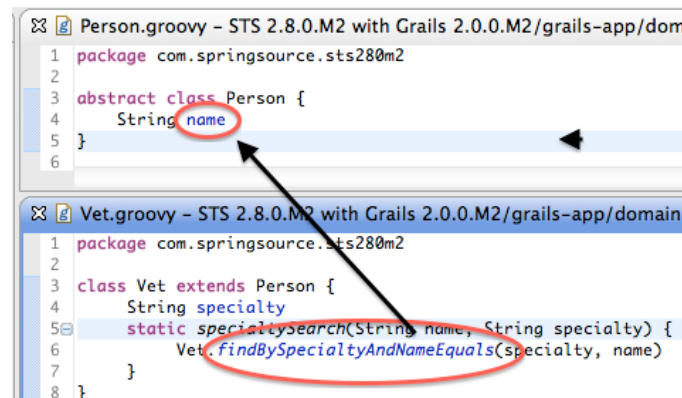 Person.groovy – STS 2.8.0.M2 with Grails 2.0.0.M2/grails-app/dom
1 package com.springsource.sts280m2
2
3 abstract class Person {
4 String name
5 }
6
Vet.groovy – STS 2.8.0.M2 with Grails 2.0.0.M2/grails-app/domain
1 package com.springsource.sts280m2
2
3 class Vet extends Person {
4 String specialty
5 static specialtySearch(String name, String specialty) {
6 Vet.findBySpecialtyAndNameEquals(specialty, name)
7 }
8 }